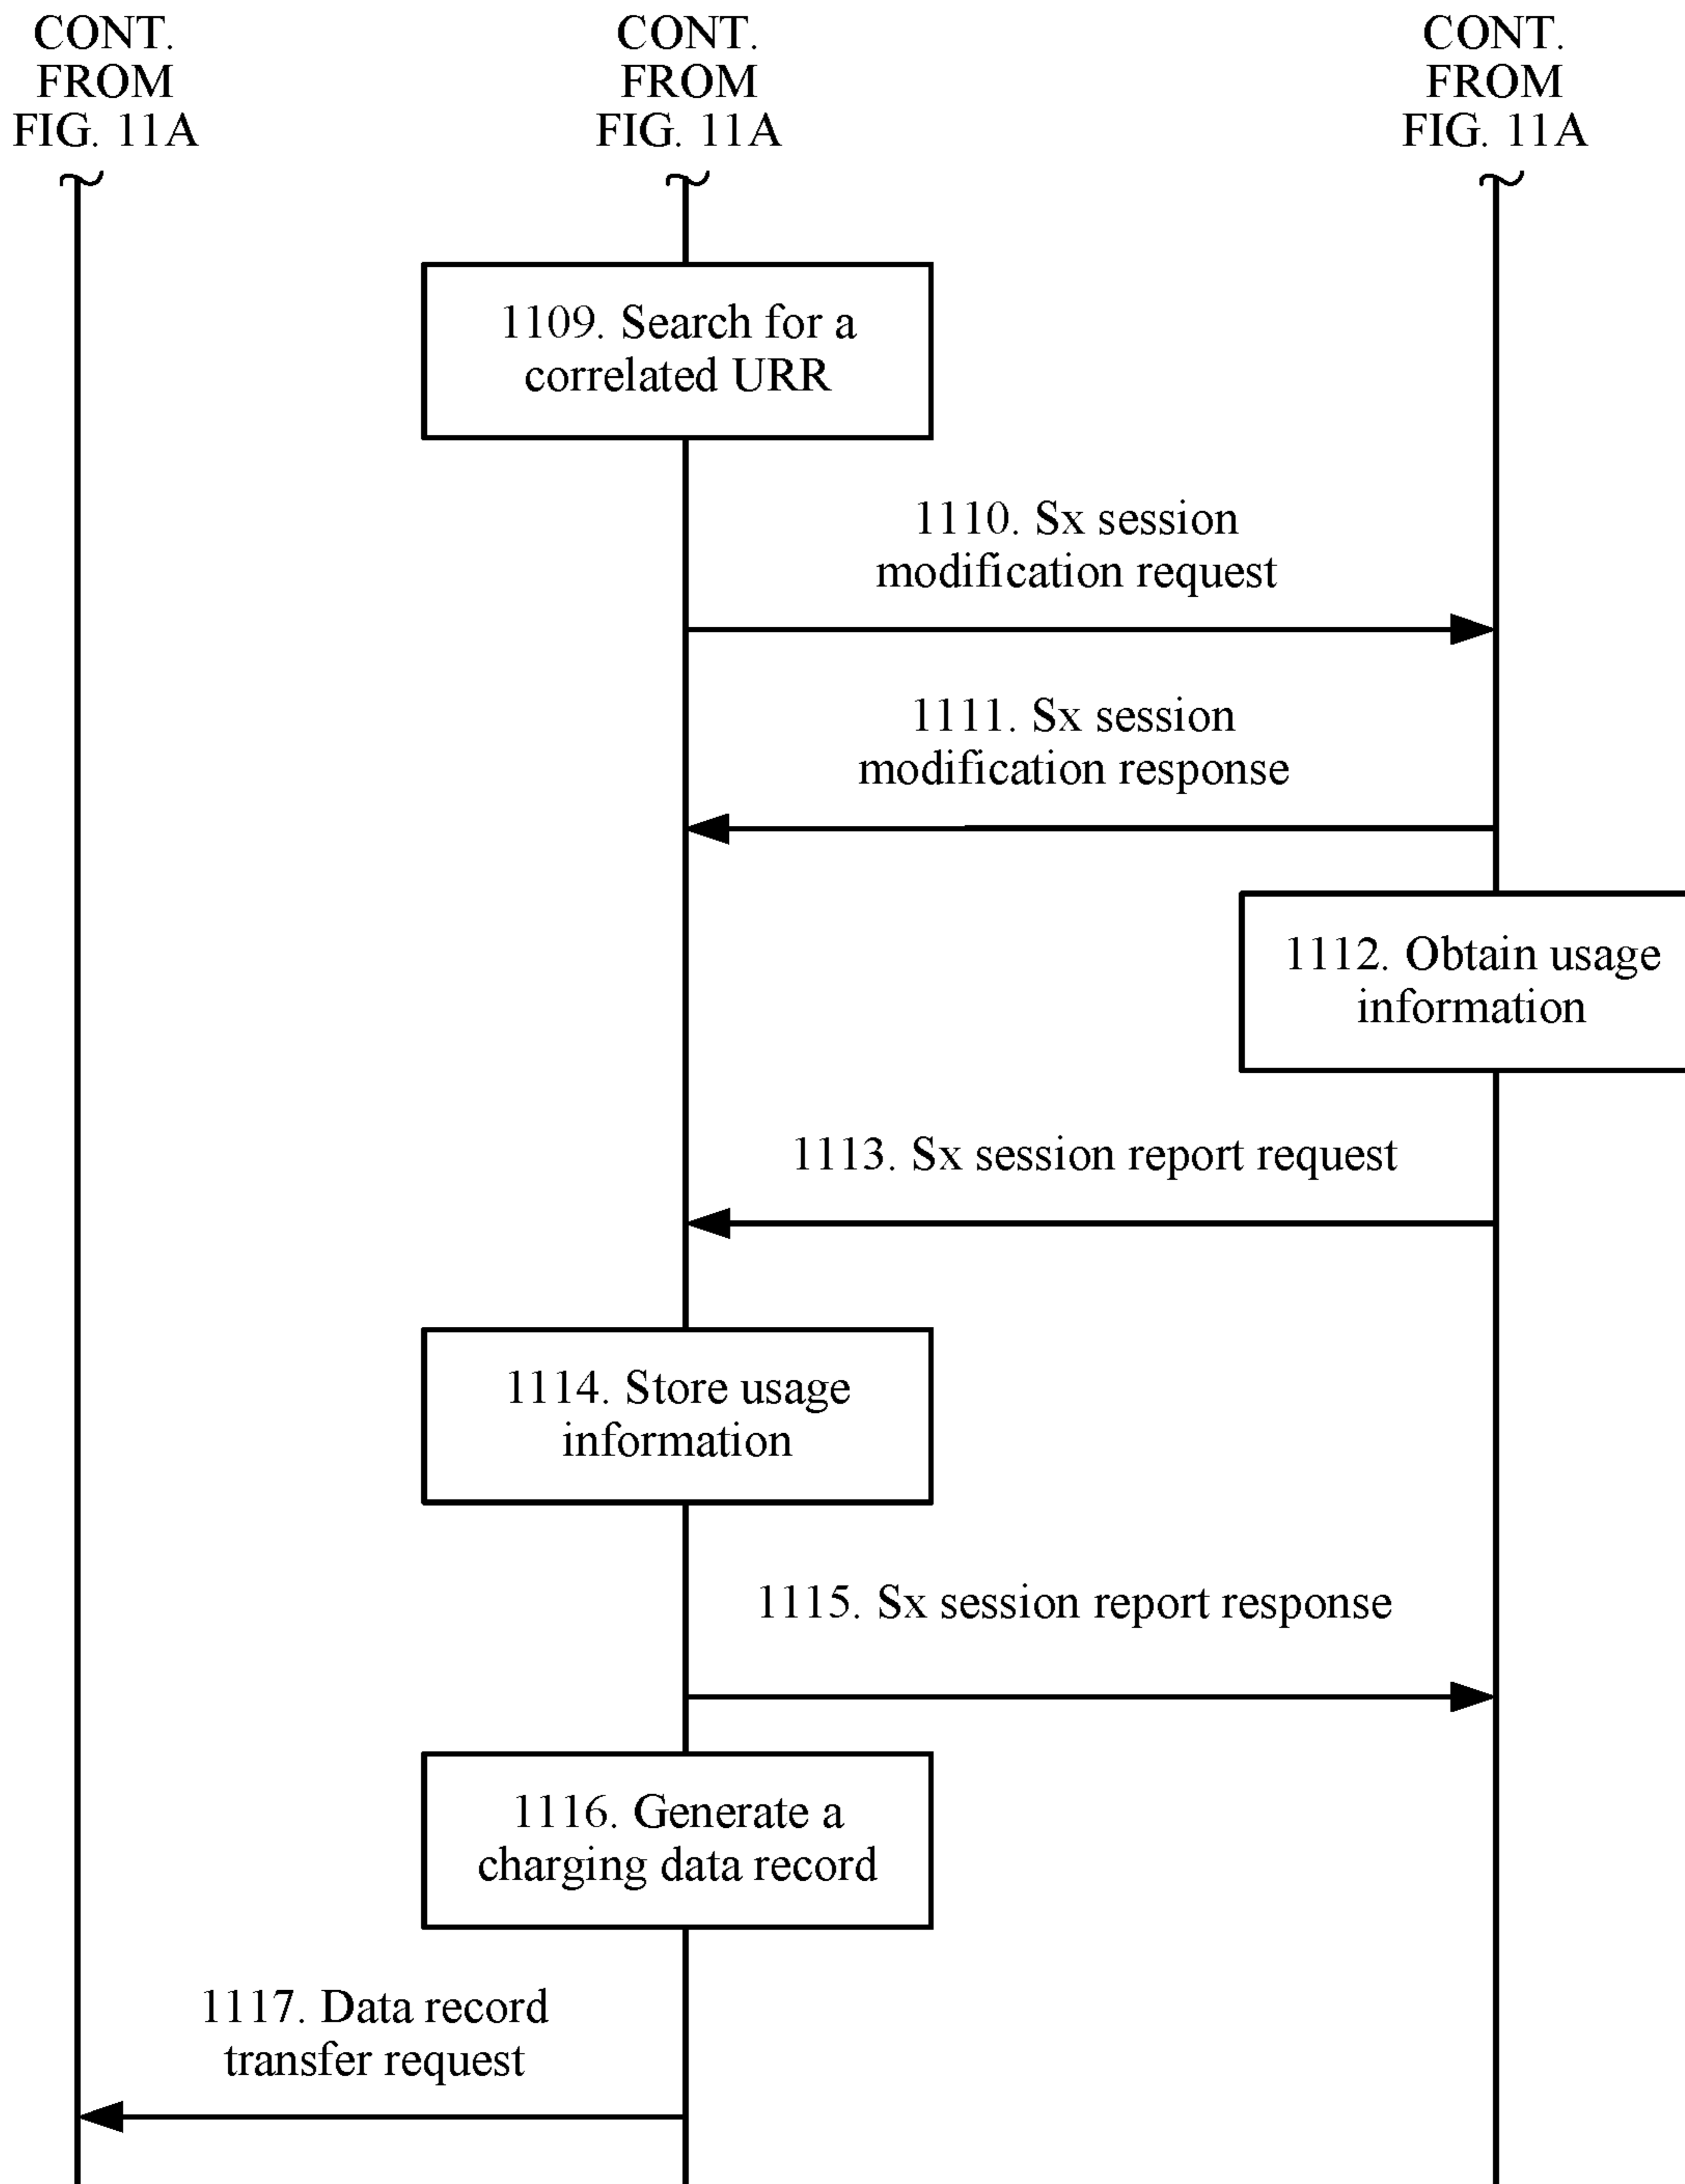 CONT.
FROM
FIG. 11A
CONT.
FROM
FIG. 11A
CONT.
FROM
FIG. 11A
1109. Search for a
correlated URR
1110. Sx session
modification request
1111. Sx session
modification response
1112. Obtain usage
information
1113. Sx session report request
1114. Store usage
information
1115. Sx session report response
1116. Generate a
charging data record
1117. Data record
transfer request